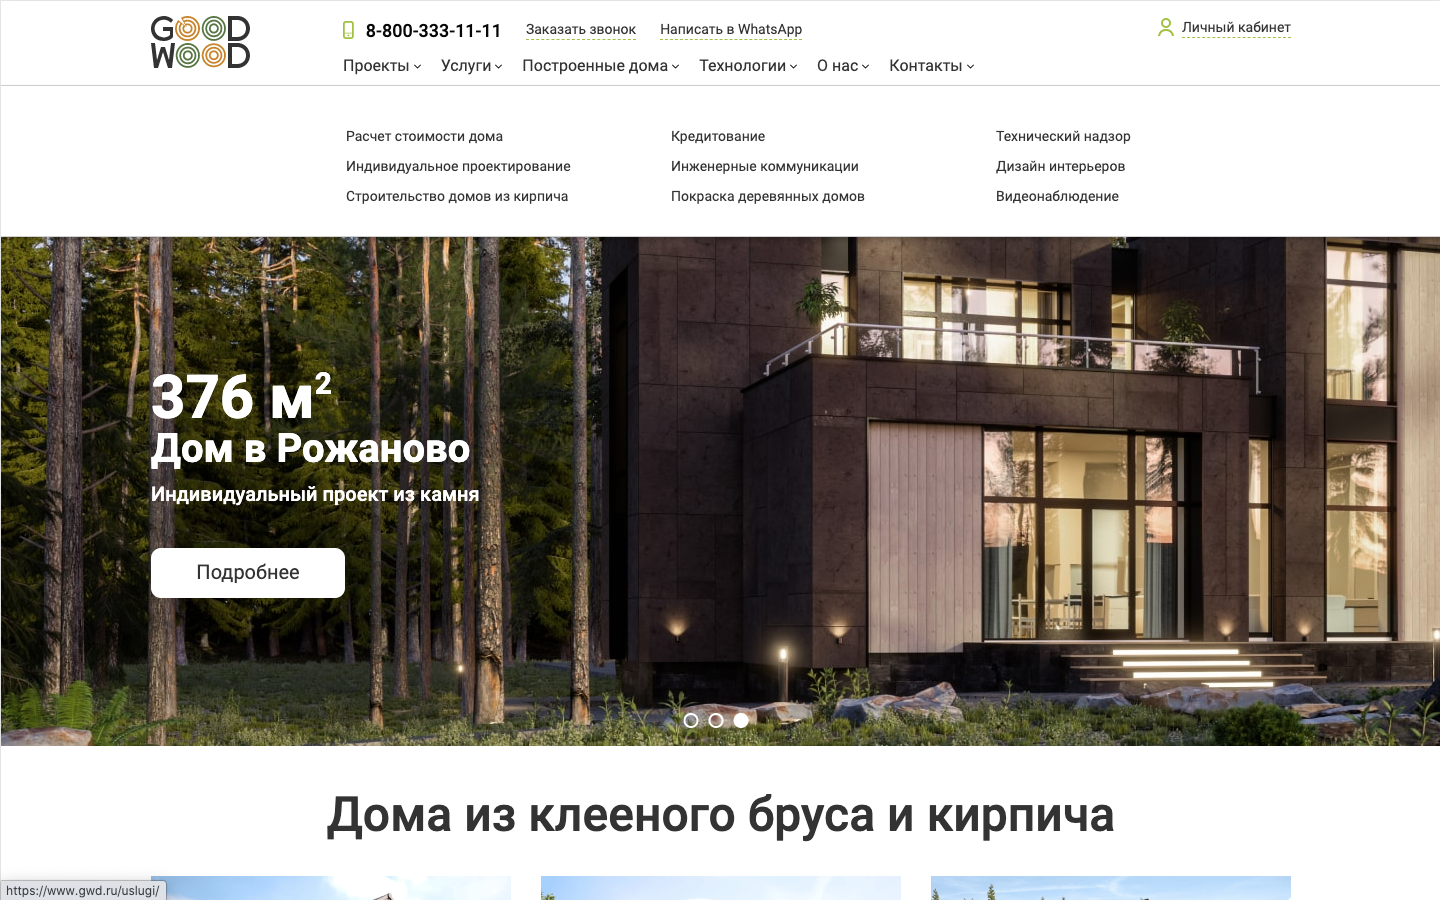 GOOD
WOOD
8-800-333-11-11
Заказать звонок
Написать в WhatsApp
Личный кабинет
Проекты
Услуги
Построенные дома
Технологии
О нас
Контакты
Расчет стоимости дома
Индивидуальное проектирование
Строительство домов из кирпича
Кредитование
Инженерные коммуникации
Покраска деревянных домов
Технический надзор
Дизайн интерьеров
Видеонаблюдение
376 м²
Дом в Рожаново
Индивидуальный проект из камня
Подробнее
Дома из клееного бруса и кирпича
https://www.gwd.ru/uslugi/